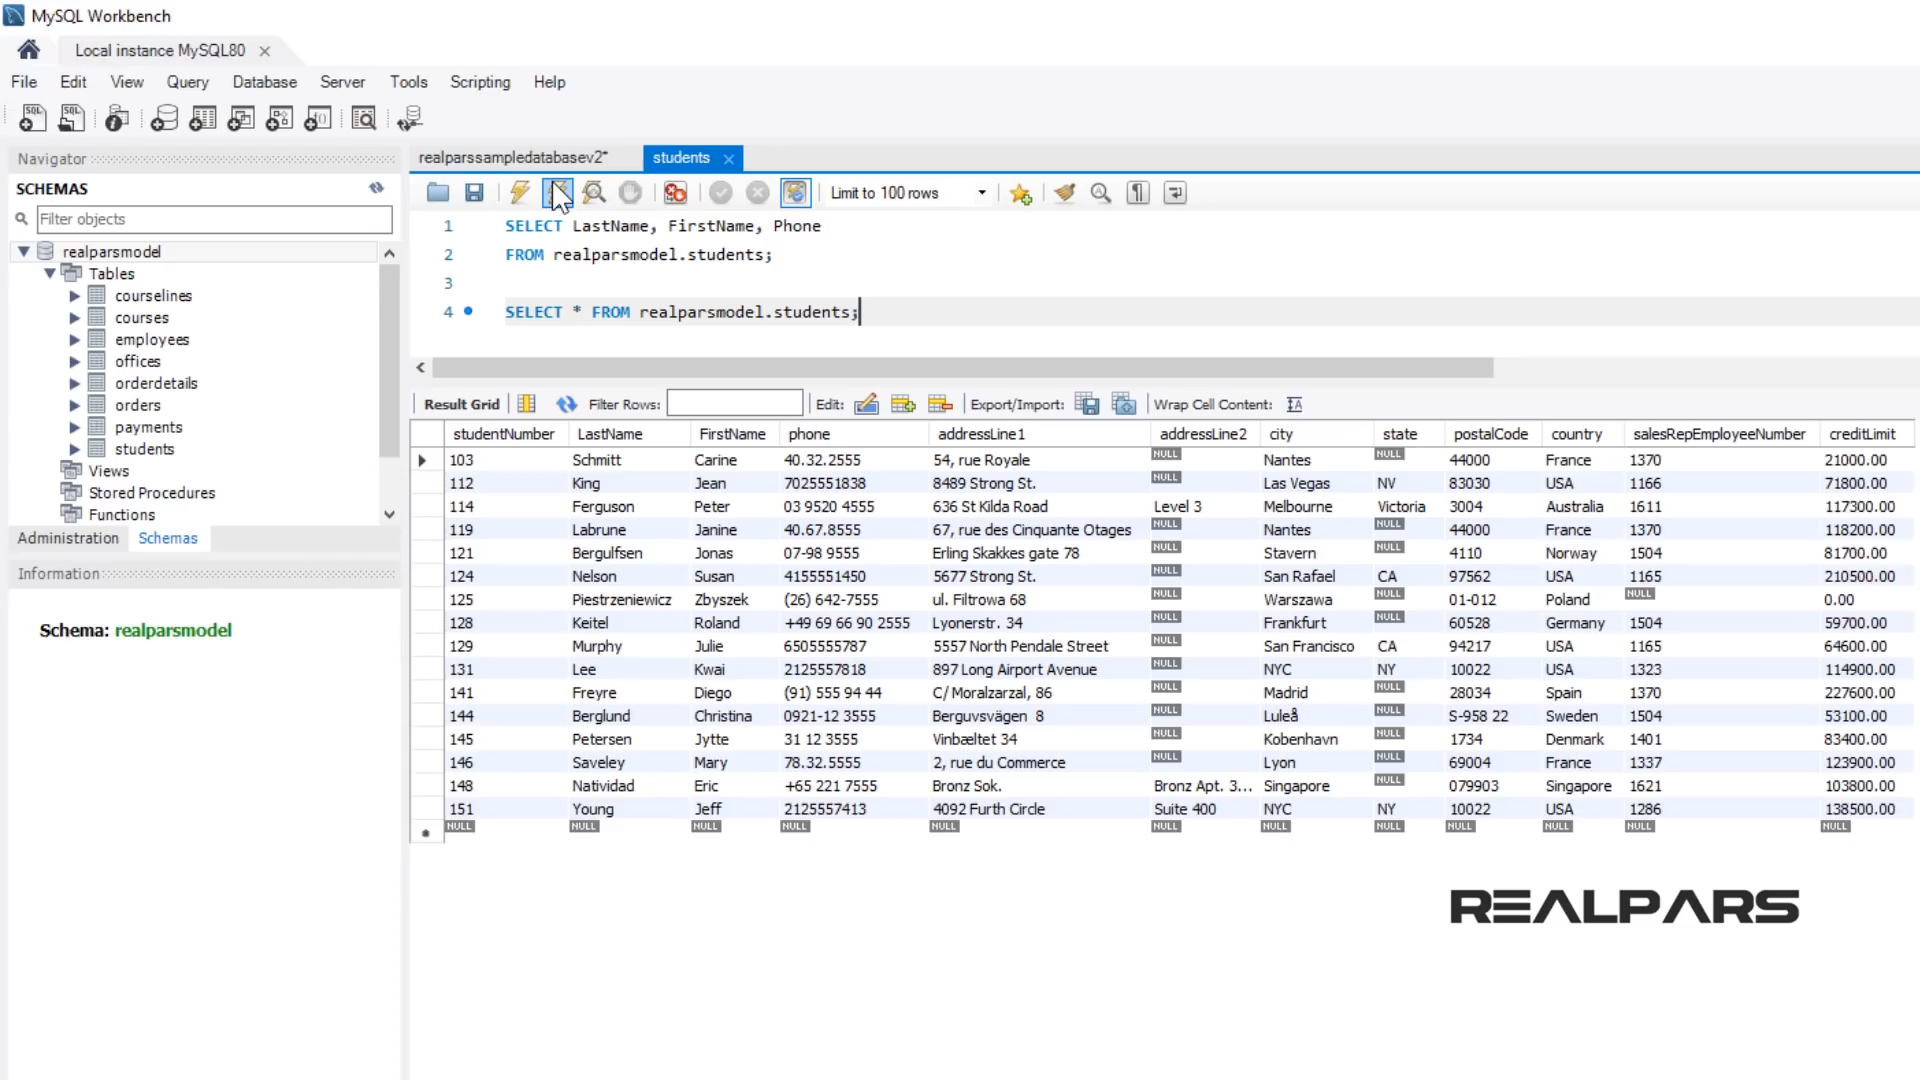 MySQL Workbench
Local instance MySQL80
File Edit View Query Database Server Tools Scripting Help
Navigator
SCHEMAS
Filter objects
realparsmodel
Tables
courselines
courses
employees
offices
orderdetails
orders
payments
students
Views
Stored Procedures
Functions
Administration Schemas
Information
Schema: realparsmodel
realparssampledatabasev2* students
Limit to 100 rows
1 SELECT LastName, FirstName, Phone
2 FROM realparsmodel.students;
3
4 SELECT * FROM realparsmodel.students;
Result Grid Filter Rows: Edit: Export/Import: Wrap Cell Content:
studentNumber LastName FirstName phone addressLine1 addressLine2 city state postalCode country salesRepEmployeeNumber creditLimit
103 Schmitt Carine 40.32.2555 54, rue Royale NULL Nantes NULL 44000 France 1370 21000.00
112 King Jean 7025551838 8489 Strong St. NULL Las Vegas NV 83030 USA 1166 71800.00
114 Ferguson Peter 03 9520 4555 636 St Kilda Road Level 3 Melbourne Victoria 3004 Australia 1611 117300.00
119 Labrune Janine 40.67.8555 67, rue des Cinquante Otages NULL Nantes NULL 44000 France 1370 118200.00
121 Bergulfsen Jonas 07-98 9555 Erling Skakkes gate 78 NULL Stavern NULL 4110 Norway 1504 81700.00
124 Nelson Susan 4155551450 5677 Strong St. NULL San Rafael CA 97562 USA 1165 210500.00
125 Piestrzeniewicz Zbyszek (26) 642-7555 ul. Filtrowa 68 NULL Warszawa NULL 01-012 Poland NULL 0.00
128 Keitel Roland +49 69 66 90 2555 Lyonerstr. 34 NULL Frankfurt NULL 60528 Germany 1504 59700.00
129 Murphy Julie 6505555787 5557 North Pendale Street NULL San Francisco CA 94217 USA 1165 64600.00
131 Lee Kwai 2125557818 897 Long Airport Avenue NULL NYC NY 10022 USA 1323 114900.00
141 Freyre Diego (91) 555 94 44 C/ Moralzarzal, 86 NULL Madrid NULL 28034 Spain 1370 227600.00
144 Berglund Christina 0921-12 3555 Berguvsvägen 8 NULL Luleå NULL S-958 22 Sweden 1504 53100.00
145 Petersen Jytte 31 12 3555 Vinbæltet 34 NULL Kobenhavn NULL 1734 Denmark 1401 83400.00
146 Saveley Mary 78.32.5555 2, rue du Commerce NULL Lyon NULL 69004 France 1337 123900.00
148 Natividad Eric +65 221 7555 Bronz Sok. Bronz Apt. 3... Singapore NULL 079903 Singapore 1621 103800.00
151 Young Jeff 2125557413 4092 Furth Circle Suite 400 NYC NY 10022 USA 1286 138500.00
NULL NULL NULL NULL NULL NULL NULL NULL NULL NULL NULL NULL
REALPARS